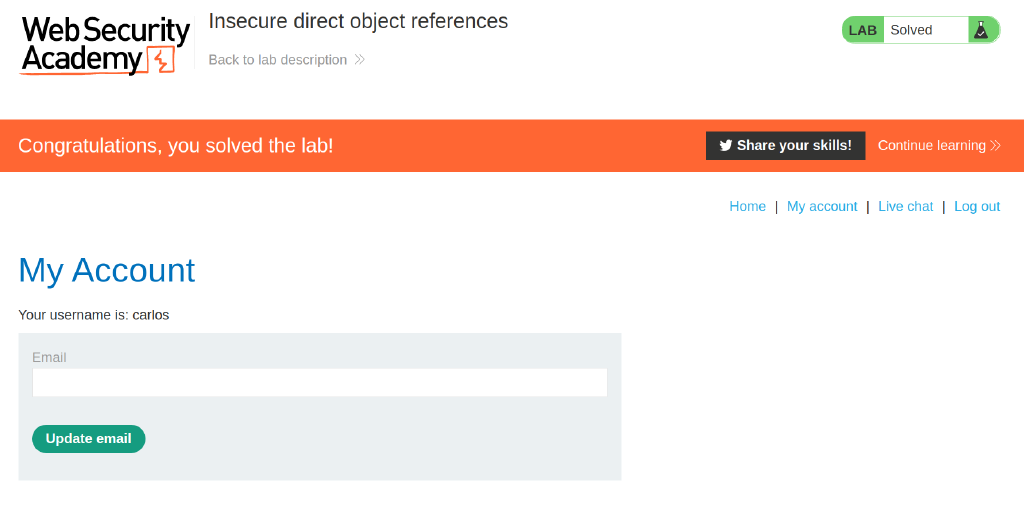 Web Security
Academy
Insecure direct object references
Back to lab description
LAB Solved
Congratulations, you solved the lab!
Share your skills!
Continue learning
Home | My account | Live chat | Log out
My Account
Your username is: carlos
Email
Update email